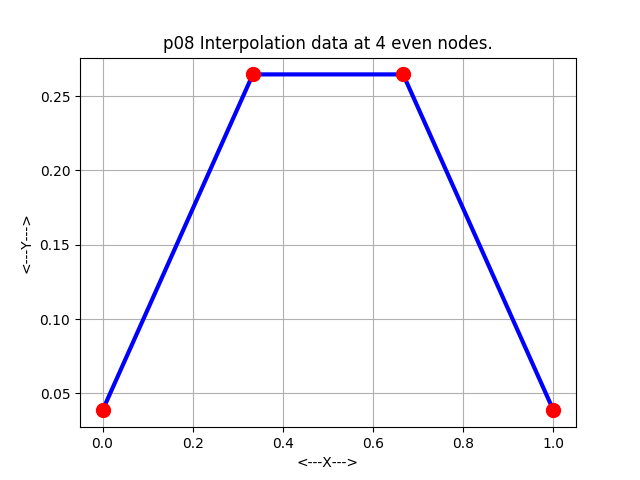 p08 Interpolation data at 4 even nodes.
0.25
0.20
0.15
0.10
0.05
<---Y--->
0.0 0.2 0.4 0.6 0.8 1.0
<---X--->